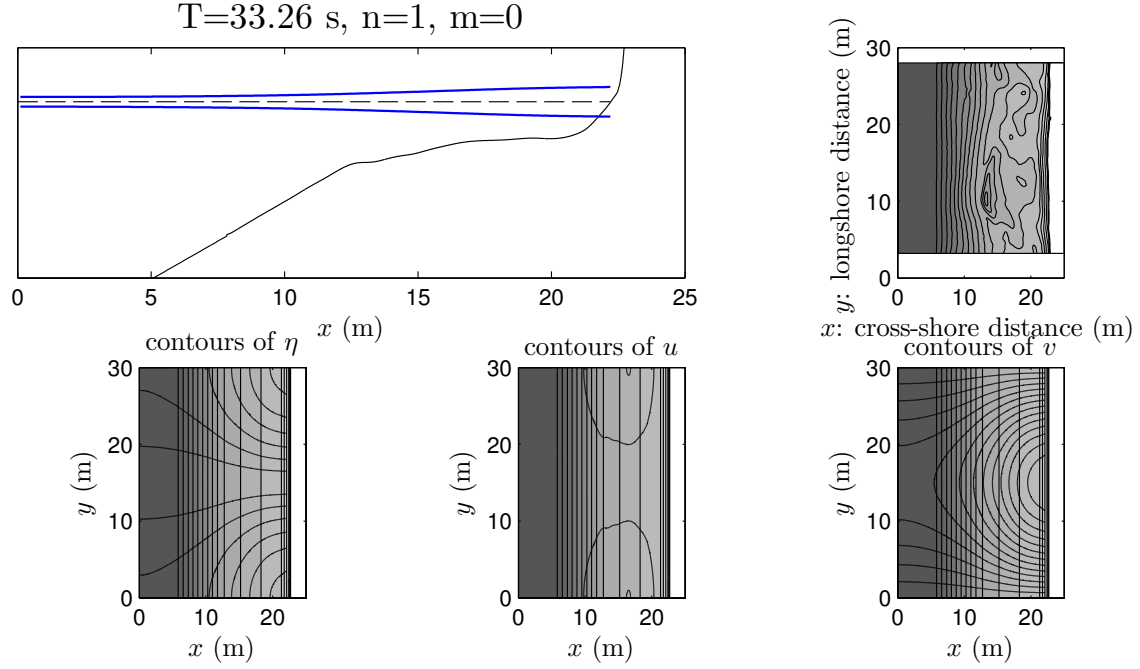 T=33.26 s, n=1, m=0
0 5 10 15 20 25
x (m)
30
20
10
0
y: longshore distance (m)
0 10 20
x: cross-shore distance (m)
contours of η
30
20
10
0
y (m)
0 10 20
x (m)
contours of u
30
20
10
0
y (m)
0 10 20
x (m)
contours of v
30
20
10
0
y (m)
0 10 20
x (m)